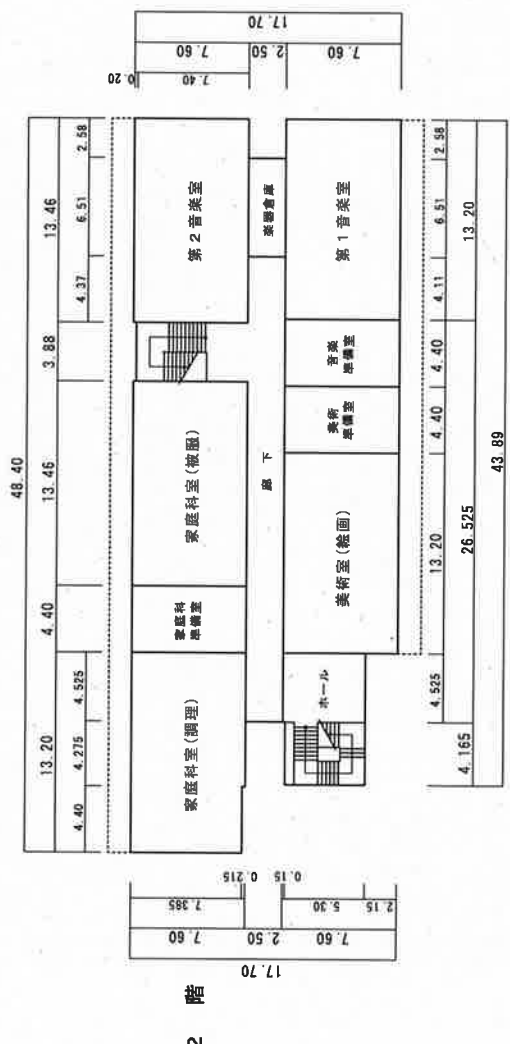 2 階
48.40
13.20
4.40
13.46
3.88
13.46
4.40
4.275
4.525
4.37
6.51
2.58
17.70
7.60
2.50
7.60
7.385
0.215
0.15
5.30
2.15
家庭科室(調理)
家庭科
準備室
家庭科室(被服)
第2音楽室
廊 下
楽器倉庫
ホール
美術室(絵画)
美術
準備室
音楽
準備室
第1音楽室
0.20
7.40
7.60
2.50
7.60
17.70
4.525
13.20
4.40
4.40
4.11
6.51
2.58
4.165
26.525
13.20
43.89